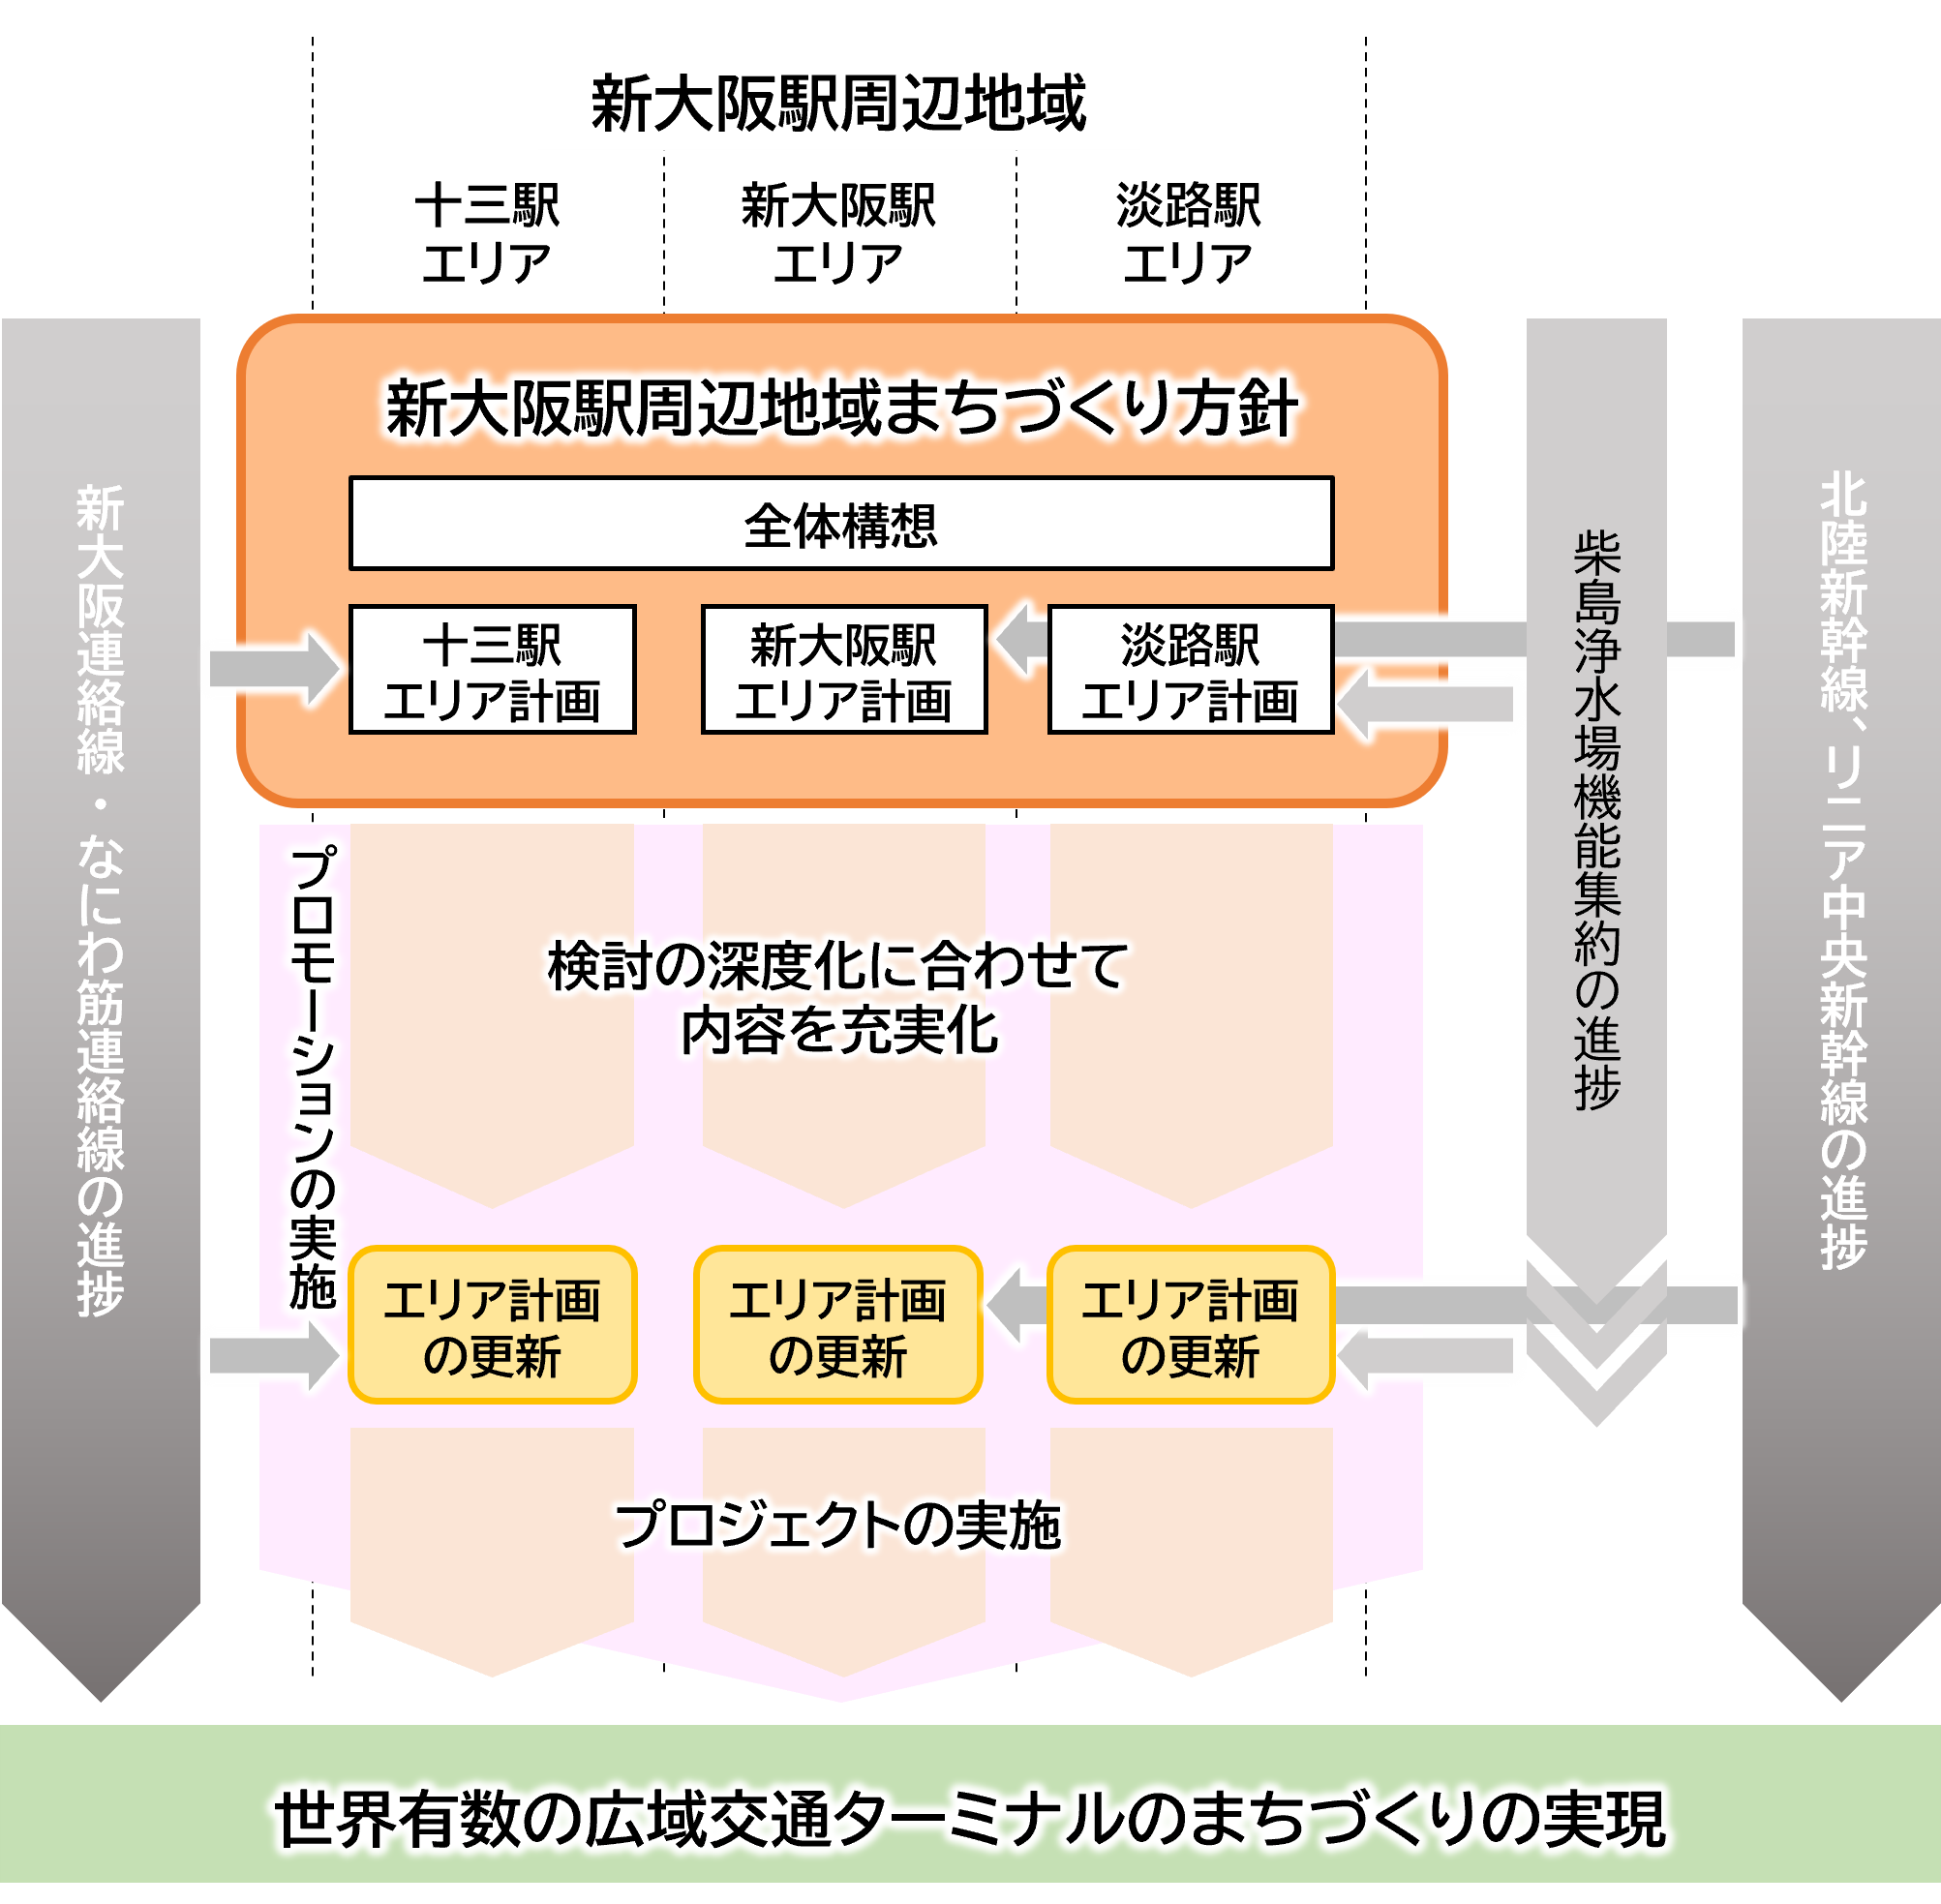 新大阪駅周辺地域
十三駅
エリア
新大阪駅
エリア
淡路駅
エリア
新大阪駅周辺地域まちづくり方針
全体構想
十三駅
エリア計画
新大阪駅
エリア計画
淡路駅
エリア計画
新大阪連絡線・なにわ筋連絡線の進捗
柴島浄水場機能集約の進捗
北陸新幹線、リニア中央新幹線の進捗
プロモーションの実施
検討の深度化に合わせて
内容を充実化
エリア計画
の更新
エリア計画
の更新
エリア計画
の更新
プロジェクトの実施
世界有数の広域交通ターミナルのまちづくりの実現